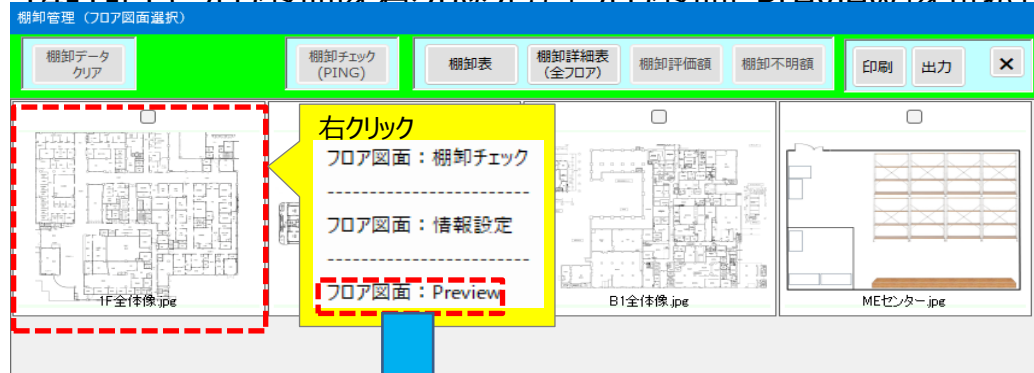 棚卸管理（フロア図面選択）
棚卸データ
クリア
棚卸チェック
(PING)
棚卸表
棚卸詳細表
(全フロア)
棚卸評価額
棚卸不明額
印刷
出力
×
右クリック
フロア図面：棚卸チェック
------------------------
フロア図面：情報設定
------------------------
フロア図面：Preview
1F全体像.jpg
B1全体像.jpg
MEセンター.jpg